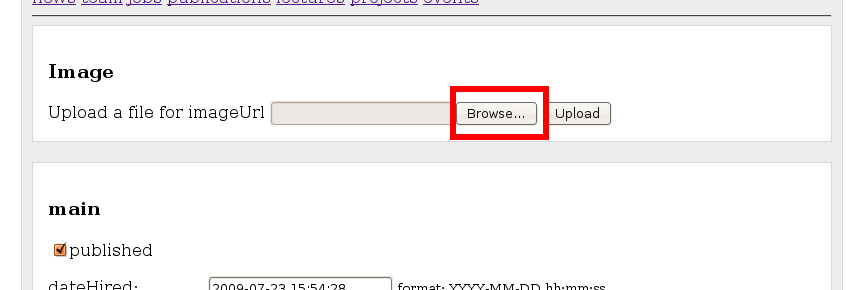 news team jobs publications lectures projects events
Image
Upload a file for imageUrl Browse... Upload
main
published
dateHired: 2009-07-23 15:54:28 format: YYYY-MM-DD hh:mm:ss